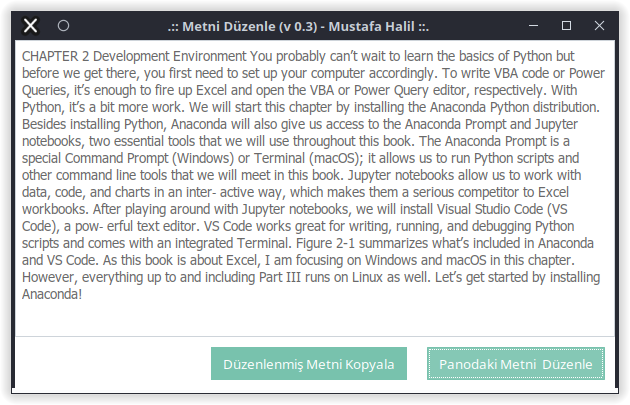 .:: Metni Düzenle (v 0.3) - Mustafa Halil ::.
CHAPTER 2 Development Environment You probably can’t wait to learn the basics of Python but
before we get there, you first need to set up your computer accordingly. To write VBA code or Power
Queries, it’s enough to fire up Excel and open the VBA or Power Query editor, respectively. With
Python, it’s a bit more work. We will start this chapter by installing the Anaconda Python distribution.
Besides installing Python, Anaconda will also give us access to the Anaconda Prompt and Jupyter
notebooks, two essential tools that we will use throughout this book. The Anaconda Prompt is a
special Command Prompt (Windows) or Terminal (macOS); it allows us to run Python scripts and
other command line tools that we will meet in this book. Jupyter notebooks allow us to work with
data, code, and charts in an inter- active way, which makes them a serious competitor to Excel
workbooks. After playing around with Jupyter notebooks, we will install Visual Studio Code (VS
Code), a pow- erful text editor. VS Code works great for writing, running, and debugging Python
scripts and comes with an integrated Terminal. Figure 2-1 summarizes what’s included in Anaconda
and VS Code. As this book is about Excel, I am focusing on Windows and macOS in this chapter.
However, everything up to and including Part III runs on Linux as well. Let’s get started by installing
Anaconda!
Düzenlenmiş Metni Kopyala
Panodaki Metni Düzenle